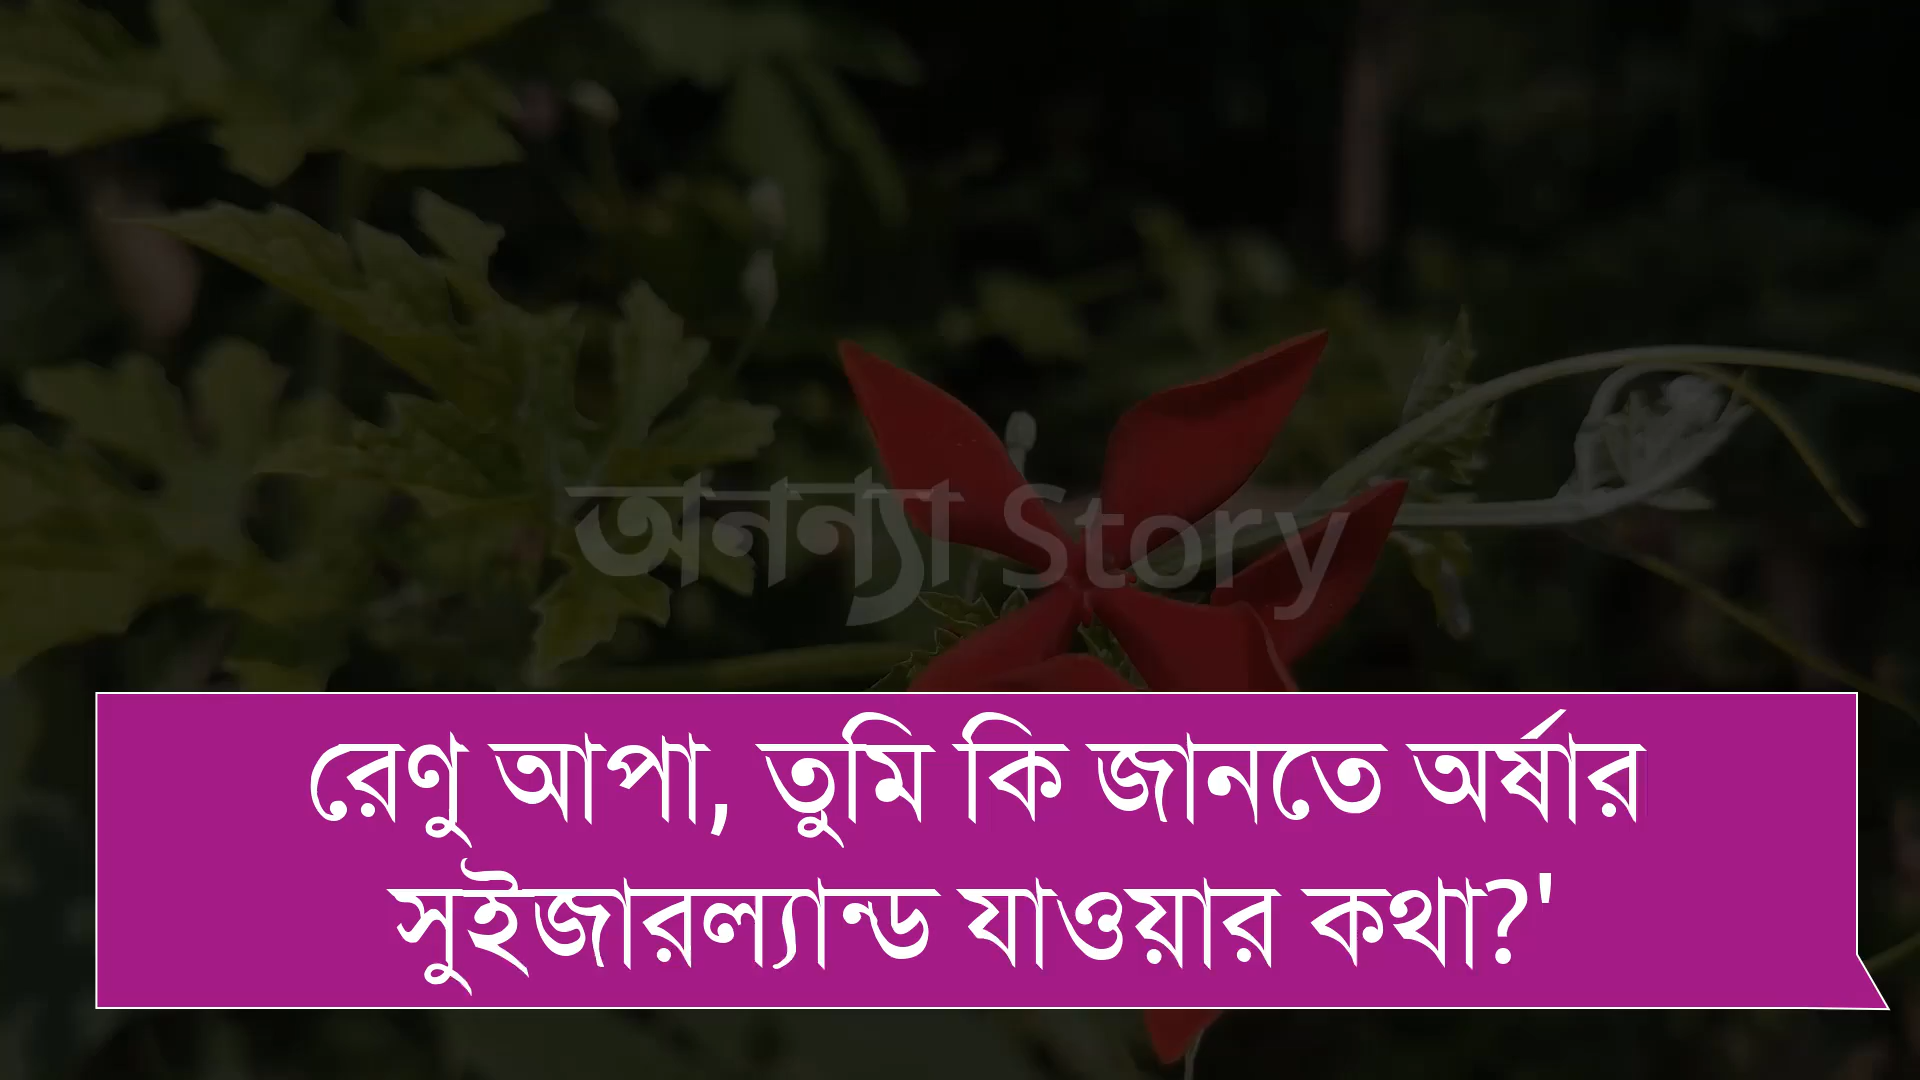 অনন্যা Story
রেণু আপা, তুমি কি জানতে অর্ষার
সুইজারল্যান্ড যাওয়ার কথা?'